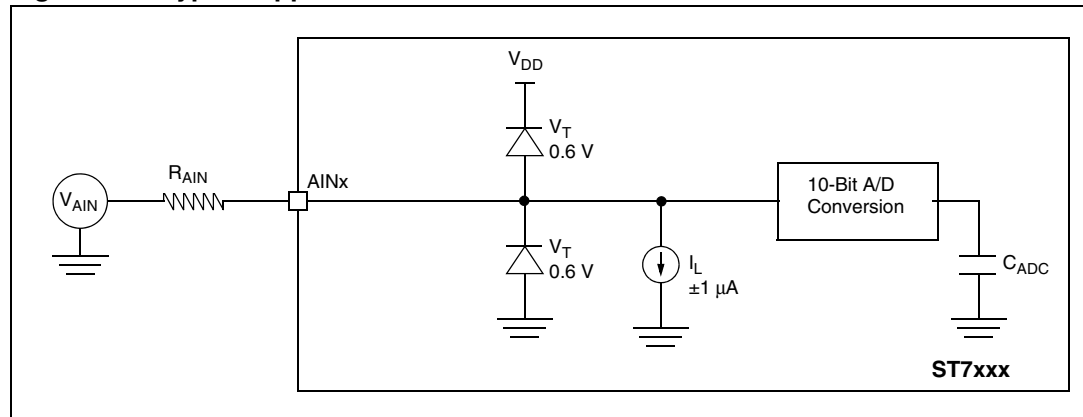 V_DD
V_T
0.6 V
R_AIN
AINx
V_AIN
10-Bit A/D
Conversion
V_T
0.6 V
I_L
±1 µA
C_ADC
ST7xxx